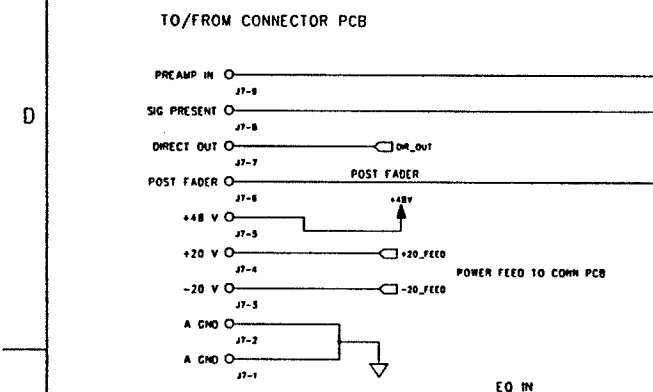 TO/FROM CONNECTOR PCB
PREAMP IN
J7-9
D
SIG PRESENT
J7-8
DIRECT OUT
DIR_OUT
J7-7
POST FADER
POST FADER
J7-6
+48V
+48 V
J7-5
+20 V
+20_FEED
J7-4
POWER FEED TO CONN PCB
-20 V
-20_FEED
J7-3
A GND
J7-2
A GND
J7-1
EQ IN